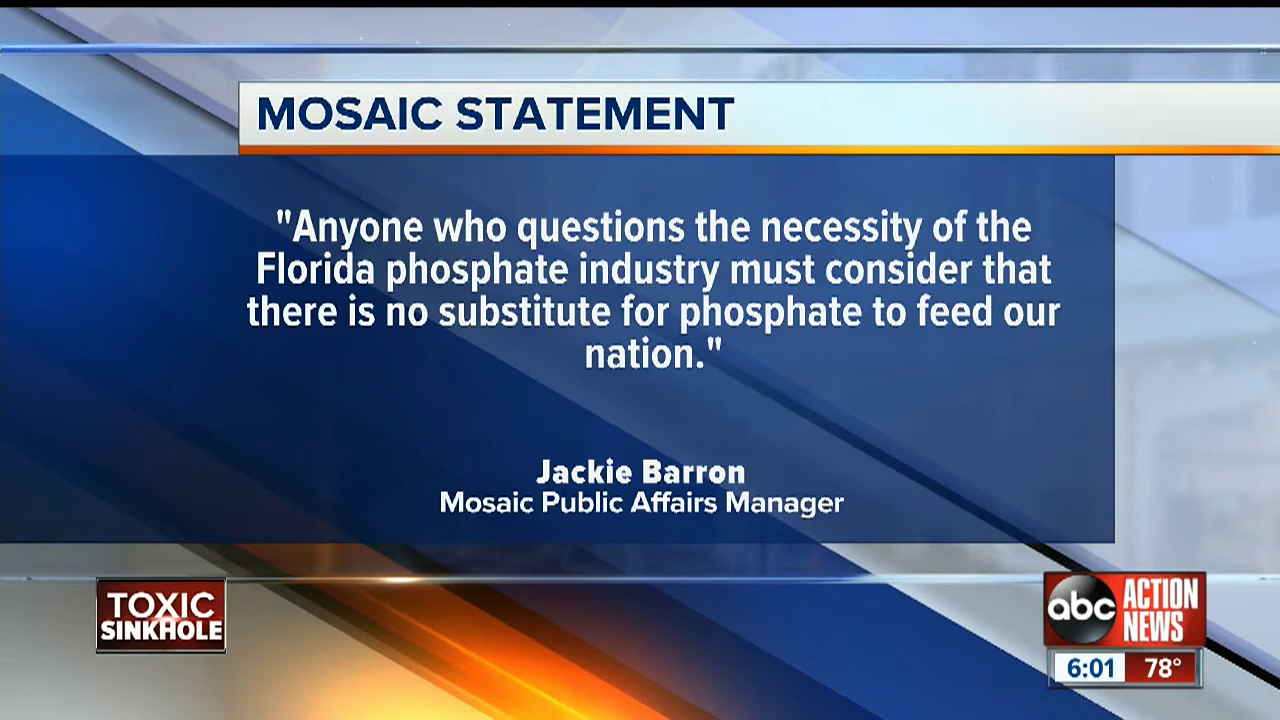 MOSAIC STATEMENT
"Anyone who questions the necessity of the
Florida phosphate industry must consider that
there is no substitute for phosphate to feed our
nation."
Jackie Barron
Mosaic Public Affairs Manager
TOXIC
SINKHOLE
abc
ACTION
NEWS
6:01 78°